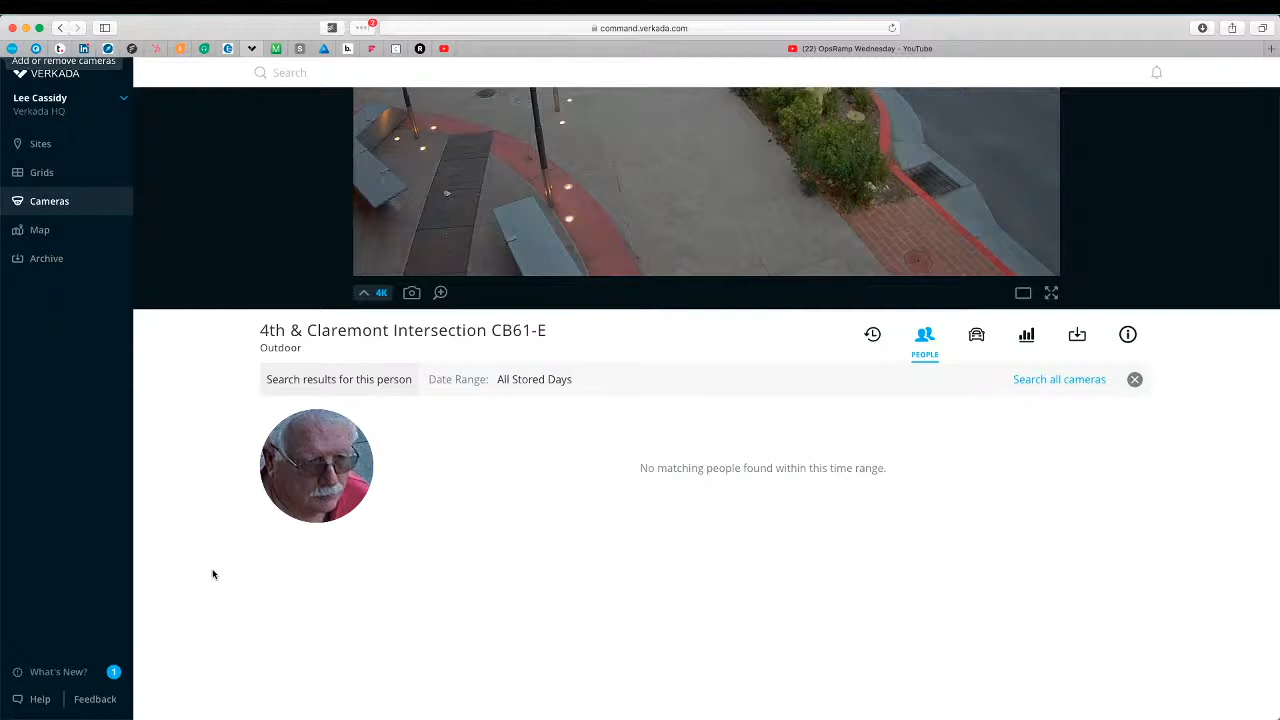 command.verkada.com
2
(22) OpsRamp Wednesday - YouTube
Add or remove cameras
VERKADA
Search
Lee Cassidy
Verkada HQ
Sites
Grids
Cameras
Map
Archive
4K
4th & Claremont Intersection CB61-E
Outdoor
PEOPLE
Search results for this person
Date Range: All Stored Days
Search all cameras
No matching people found within this time range.
What's New? 1
Help
Feedback